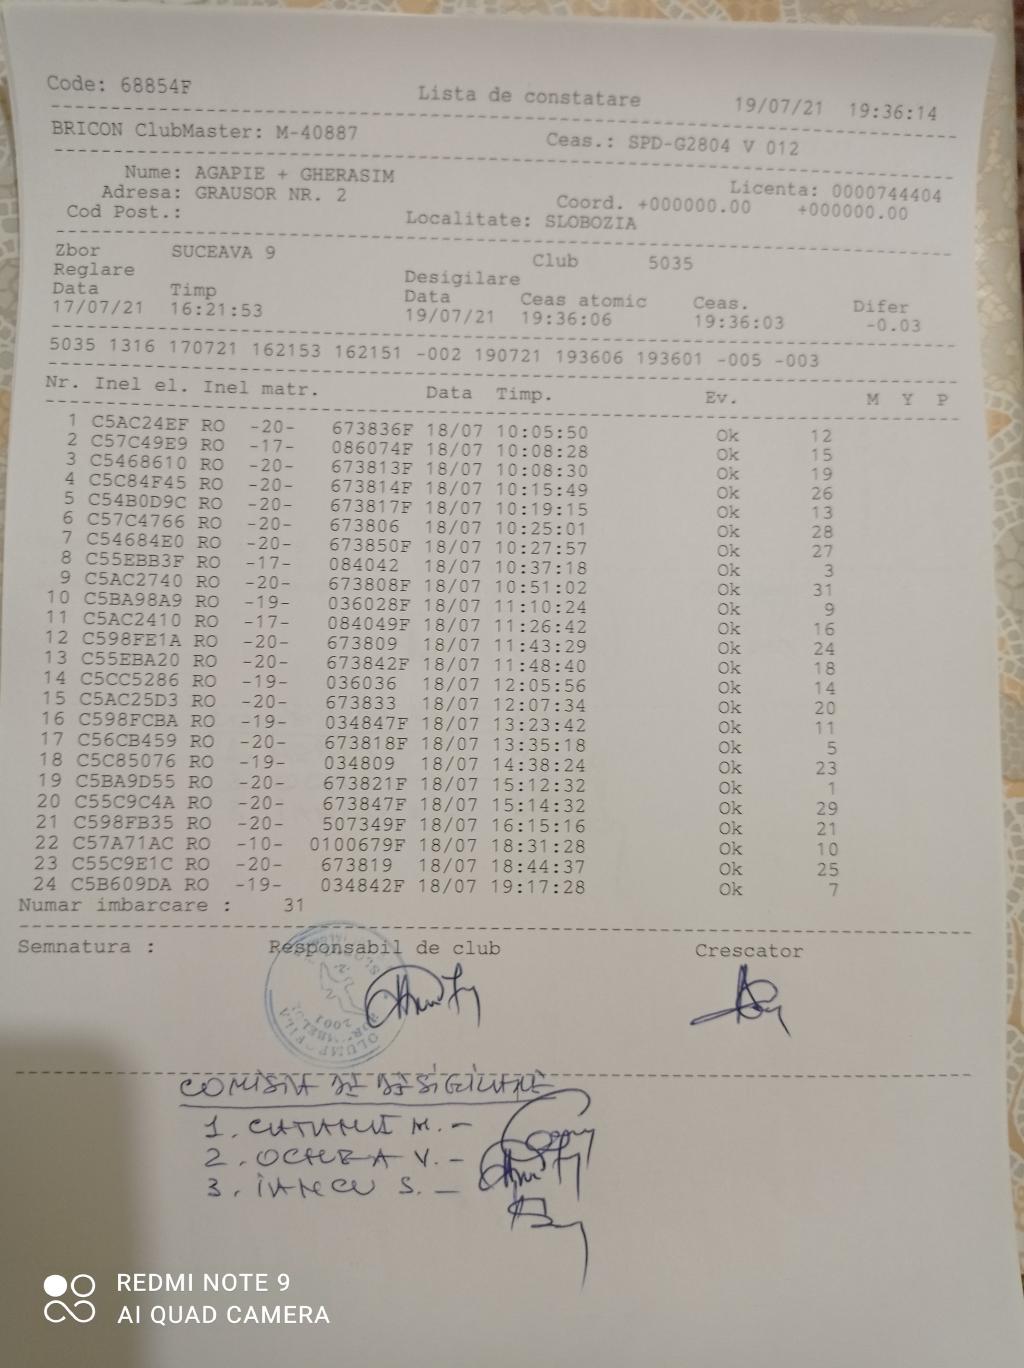 Code: 68854F Lista de constatare 19/07/21 19:36:14
BRICON ClubMaster: M-40887 Ceas.: SPD-G2804 V 012
Nume: AGAPIE + GHERASIM Licenta: 0000744404
Adresa: GRAUSOR NR. 2 Coord. +000000.00 +000000.00
Cod Post.: Localitate: SLOBOZIA
Zbor SUCEAVA 9 Club 5035
Reglare Desigilare
Data Timp Data Ceas atomic Ceas. Difer
17/07/21 16:21:53 19/07/21 19:36:06 19:36:03 -0.03
5035 1316 170721 162153 162151 -002 190721 193606 193601 -005 -003
Nr. Inel el. Inel matr. Data Timp. Ev. M Y P
1 C5AC24EF RO -20- 673836F 18/07 10:05:50 Ok 12
2 C57C49E9 RO -17- 086074F 18/07 10:08:28 Ok 15
3 C5468610 RO -20- 673813F 18/07 10:08:30 Ok 19
4 C5C84F45 RO -20- 673814F 18/07 10:15:49 Ok 26
5 C54B0D9C RO -20- 673817F 18/07 10:19:15 Ok 13
6 C57C4766 RO -20- 673806 18/07 10:25:01 Ok 28
7 C54684E0 RO -20- 673850F 18/07 10:27:57 Ok 27
8 C55EBB3F RO -17- 084042 18/07 10:37:18 Ok 3
9 C5AC2740 RO -20- 673808F 18/07 10:51:02 Ok 31
10 C5BA98A9 RO -19- 036028F 18/07 11:10:24 Ok 9
11 C5AC2410 RO -17- 084049F 18/07 11:26:42 Ok 16
12 C598FE1A RO -20- 673809 18/07 11:43:29 Ok 24
13 C55EBA20 RO -20- 673842F 18/07 11:48:40 Ok 18
14 C5CC5286 RO -19- 036036 18/07 12:05:56 Ok 14
15 C5AC25D3 RO -20- 673833 18/07 12:07:34 Ok 20
16 C598FCBA RO -19- 034847F 18/07 13:23:42 Ok 11
17 C56CB459 RO -20- 673818F 18/07 13:35:18 Ok 5
18 C5C85076 RO -19- 034809 18/07 14:38:24 Ok 23
19 C5BA9D55 RO -20- 673821F 18/07 15:12:32 Ok 1
20 C55C9C4A RO -20- 673847F 18/07 15:14:32 Ok 29
21 C598FB35 RO -20- 507349F 18/07 16:15:16 Ok 21
22 C57A71AC RO -10- 0100679F 18/07 18:31:28 Ok 10
23 C55C9E1C RO -20- 673819 18/07 18:44:37 Ok 25
24 C5B609DA RO -19- 034842F 18/07 19:17:28 Ok 7
Numar imbarcare : 31
Semnatura : Responsabil de club Crescator
2001
COMISIA DE DESIGILARE
1. M. -
2. OCHEA V. -
3. IANCU S. -
REDMI NOTE 9
AI QUAD CAMERA